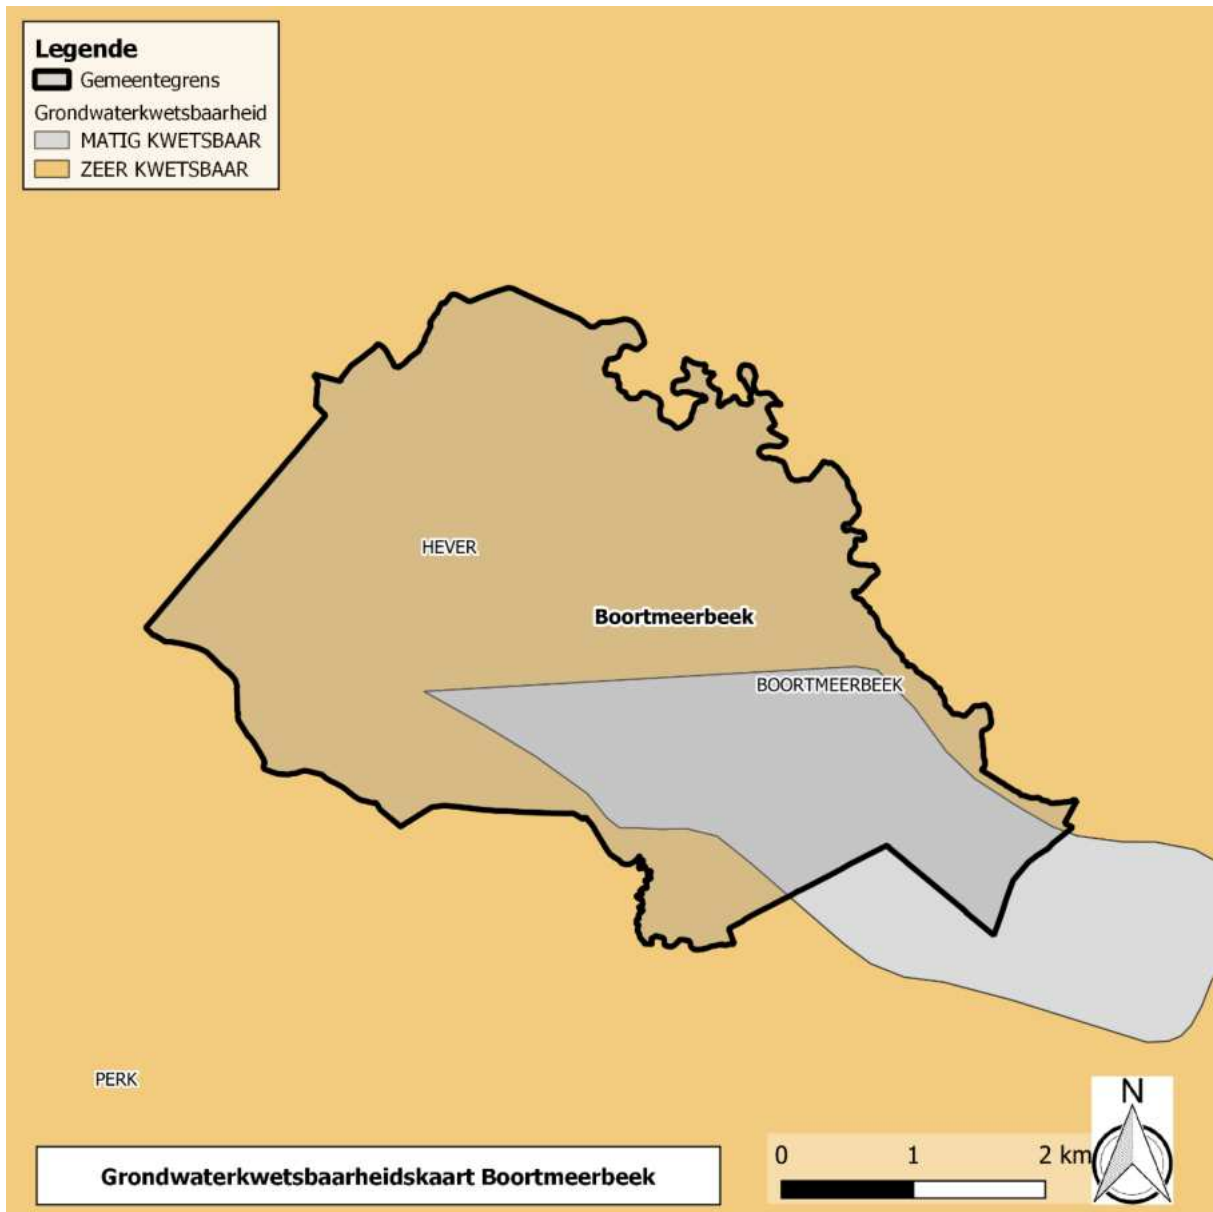 Legende
Gemeentegrens
Grondwaterkwetsbaarheid
MATIG KWETSBAAR
ZEER KWETSBAAR
HEVER
Boortmeerbeek
BOORTMEERBEEK
PERK
Grondwaterkwetsbaarheidskaart Boortmeerbeek
0 1 2 km
N